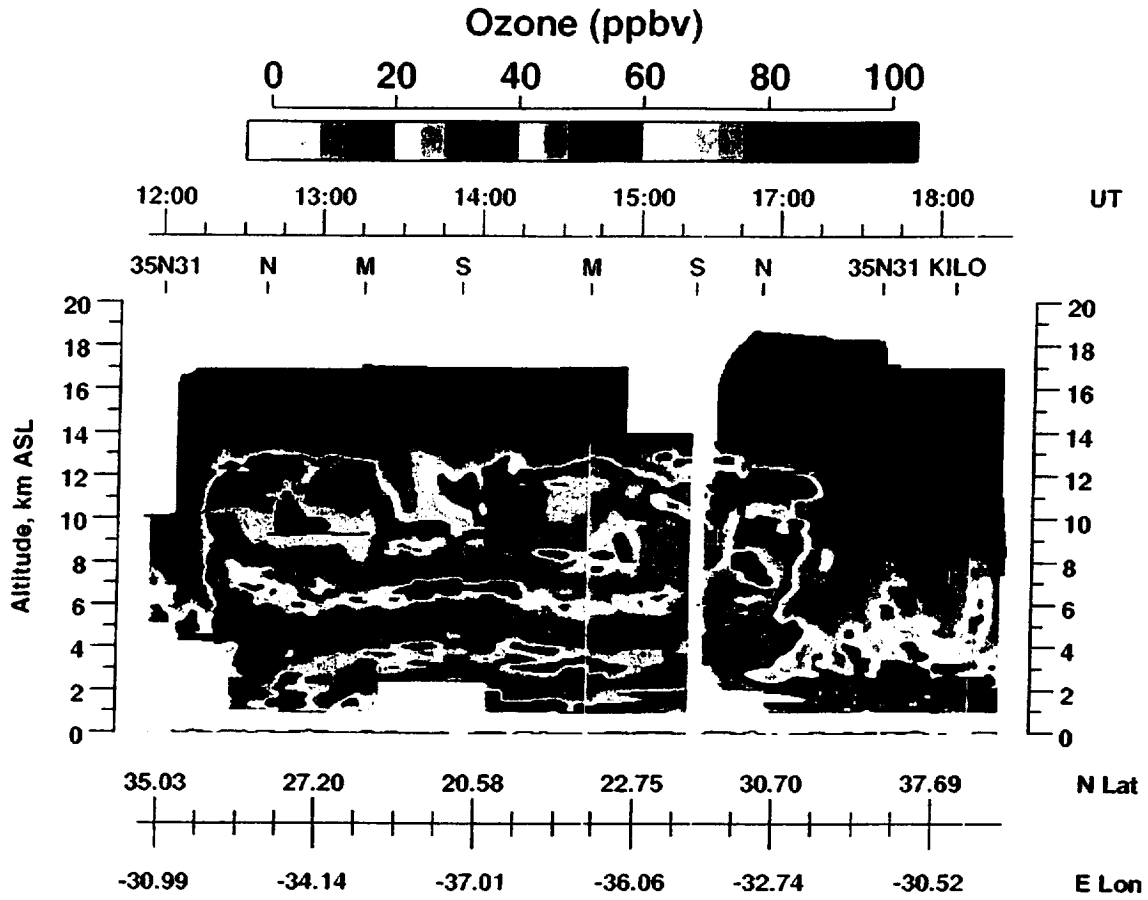 Ozone (ppbv)
0 20 40 60 80 100
12:00 13:00 14:00 15:00 17:00 18:00 UT
35N31 N M S M S N 35N31 KILO
20 20
18 18
16 16
14 14
12 12
10 10
8 8
6 6
4 4
2 2
0 0
Altitude, km ASL
35.03 27.20 20.58 22.75 30.70 37.69 N Lat
-30.99 -34.14 -37.01 -36.06 -32.74 -30.52 E Lon